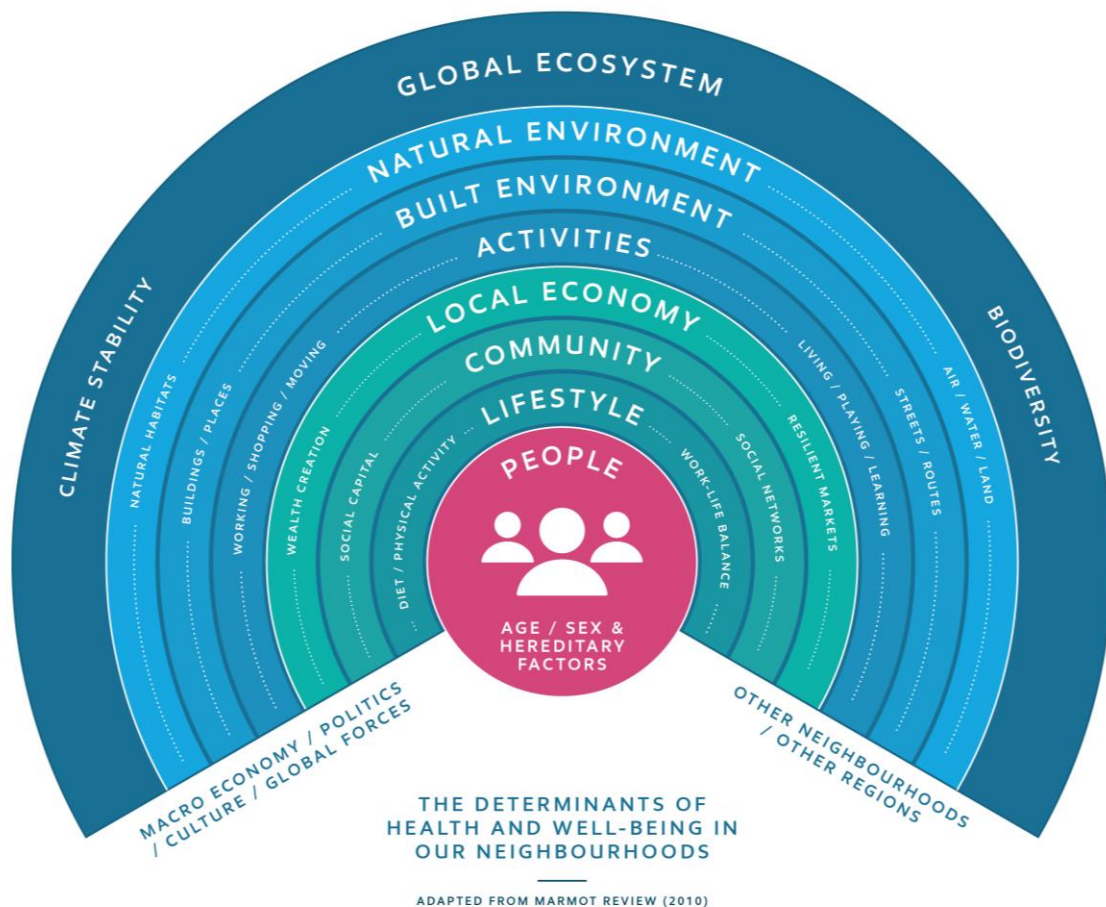 GLOBAL ECOSYSTEM
CLIMATE STABILITY
BIODIVERSITY
NATURAL ENVIRONMENT
NATURAL HABITATS
AIR / WATER / LAND
BUILT ENVIRONMENT
BUILDINGS / PLACES
STREETS / ROUTES
ACTIVITIES
WORKING / SHOPPING / MOVING
LIVING / PLAYING / LEARNING
LOCAL ECONOMY
WEALTH CREATION
RESILIENT MARKETS
COMMUNITY
SOCIAL CAPITAL
SOCIAL NETWORKS
LIFESTYLE
DIET / PHYSICAL ACTIVITY
WORK-LIFE BALANCE
PEOPLE
AGE / SEX &
HEREDITARY
FACTORS
MACRO ECONOMY / POLITICS
/ CULTURE / GLOBAL FORCES
OTHER NEIGHBOURHOODS
/ OTHER REGIONS
THE DETERMINANTS OF
HEALTH AND WELL-BEING IN
OUR NEIGHBOURHOODS
ADAPTED FROM MARMOT REVIEW (2010)